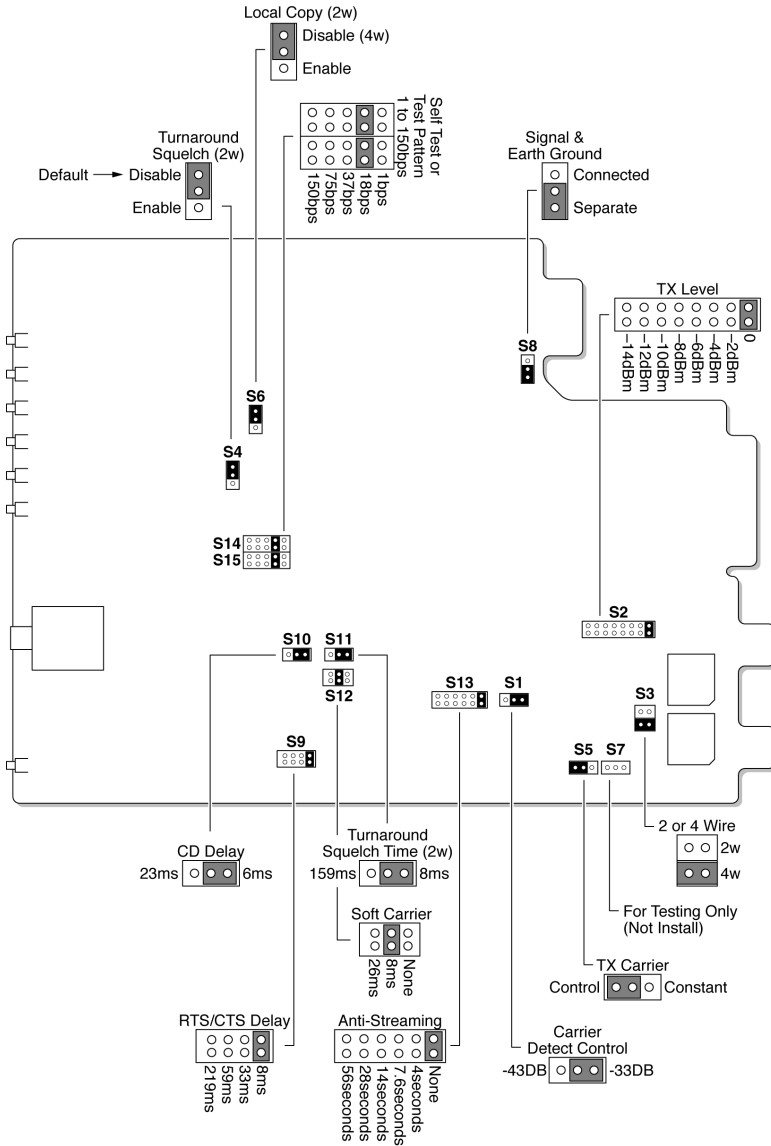 Local Copy (2w)
Disable (4w)
Enable
Self Test or
Test Pattern
1 to 150bps
1bps
18bps
37bps
75bps
150bps
Turnaround
Squelch (2w)
Default
Disable
Enable
Signal &
Earth Ground
Connected
Separate
TX Level
0
–2dBm
–4dBm
–6dBm
–8dBm
–10dBm
–12dBm
–14dBm
S8
S6
S4
S14
S15
S2
S10
S11
S12
S13
S1
S3
S9
S5
S7
CD Delay
23ms
6ms
Turnaround
Squelch Time (2w)
159ms
8ms
2 or 4 Wire
2w
4w
Soft Carrier
None
8ms
26ms
For Testing Only
(Not Install)
TX Carrier
Control
Constant
RTS/CTS Delay
8ms
33ms
59ms
219ms
Anti-Streaming
None
4seconds
7.6seconds
14seconds
28seconds
56seconds
Carrier
Detect Control
-43DB
-33DB